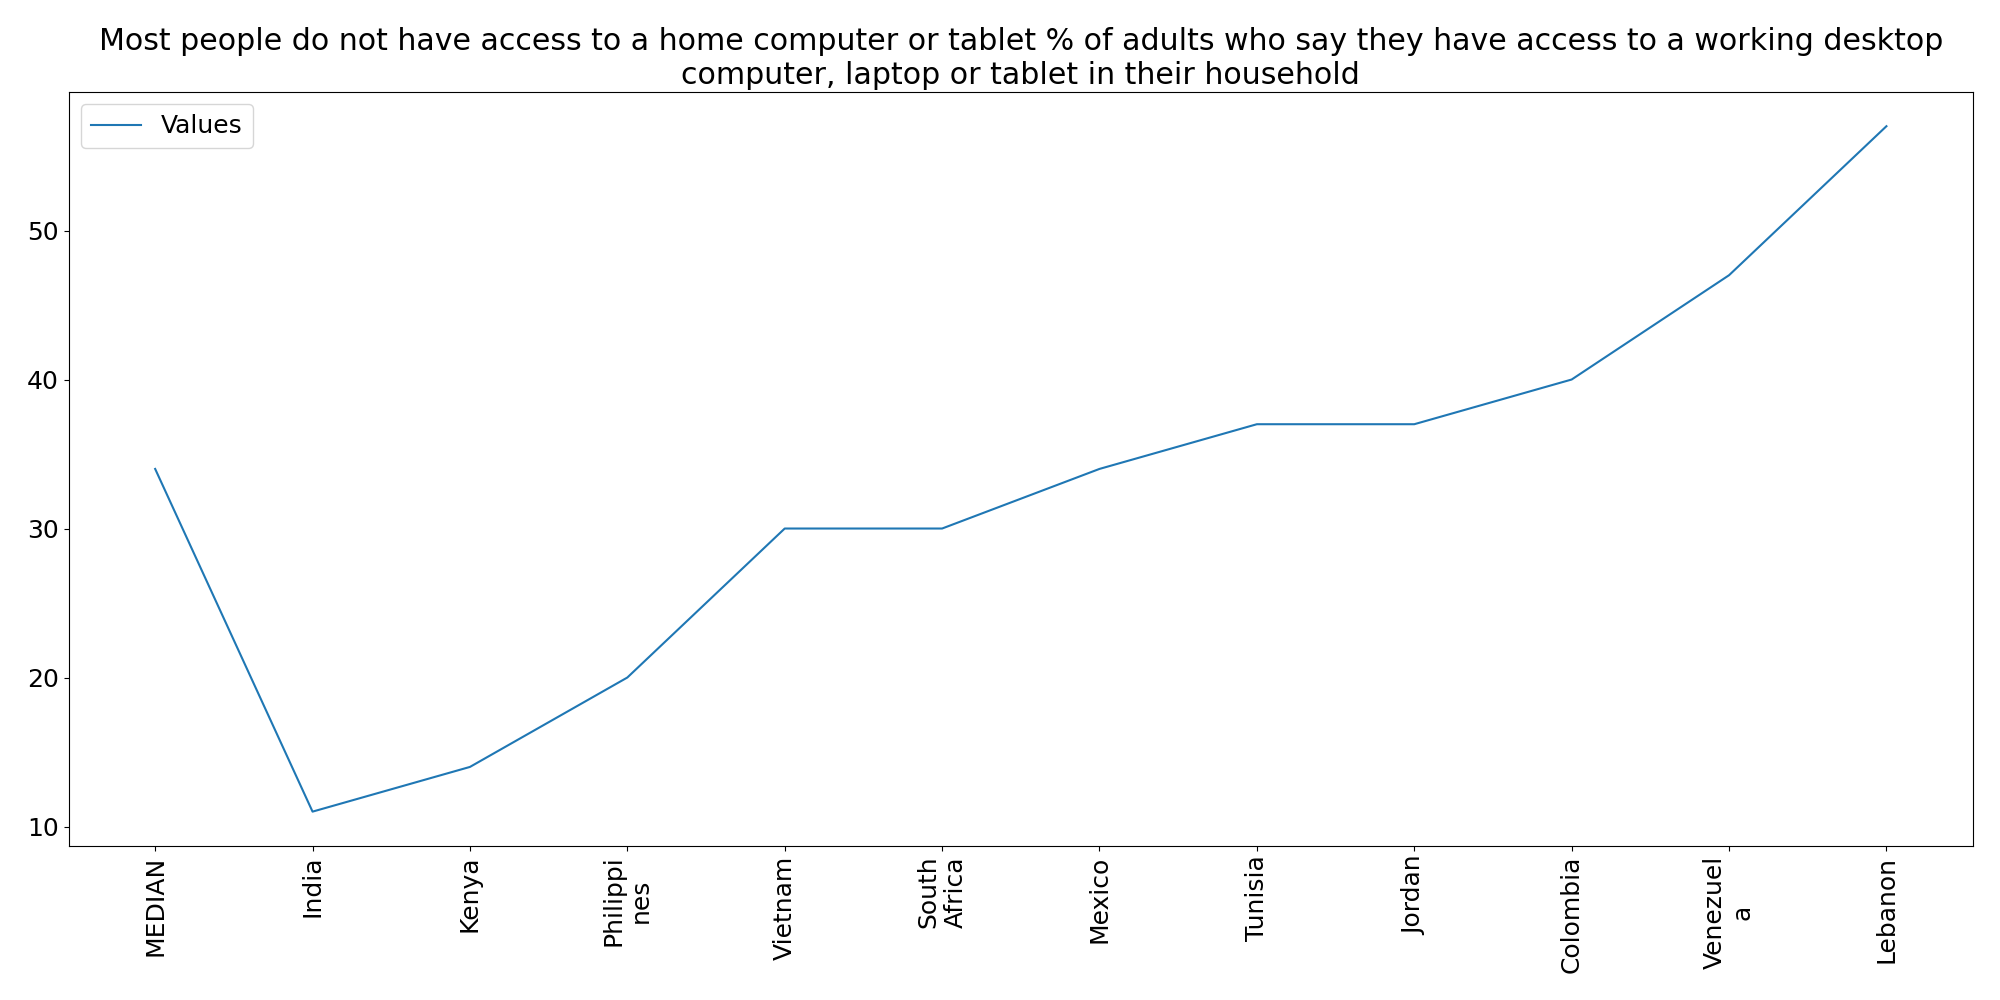 Most people do not have access to a home computer or tablet % of adults who say they have access to a working desktop
computer, laptop or tablet in their household
Values
50
40
30
20
10
MEDIAN
India
Kenya
Philippi
nes
Vietnam
South
Africa
Mexico
Tunisia
Jordan
Colombia
Venezuel
a
Lebanon